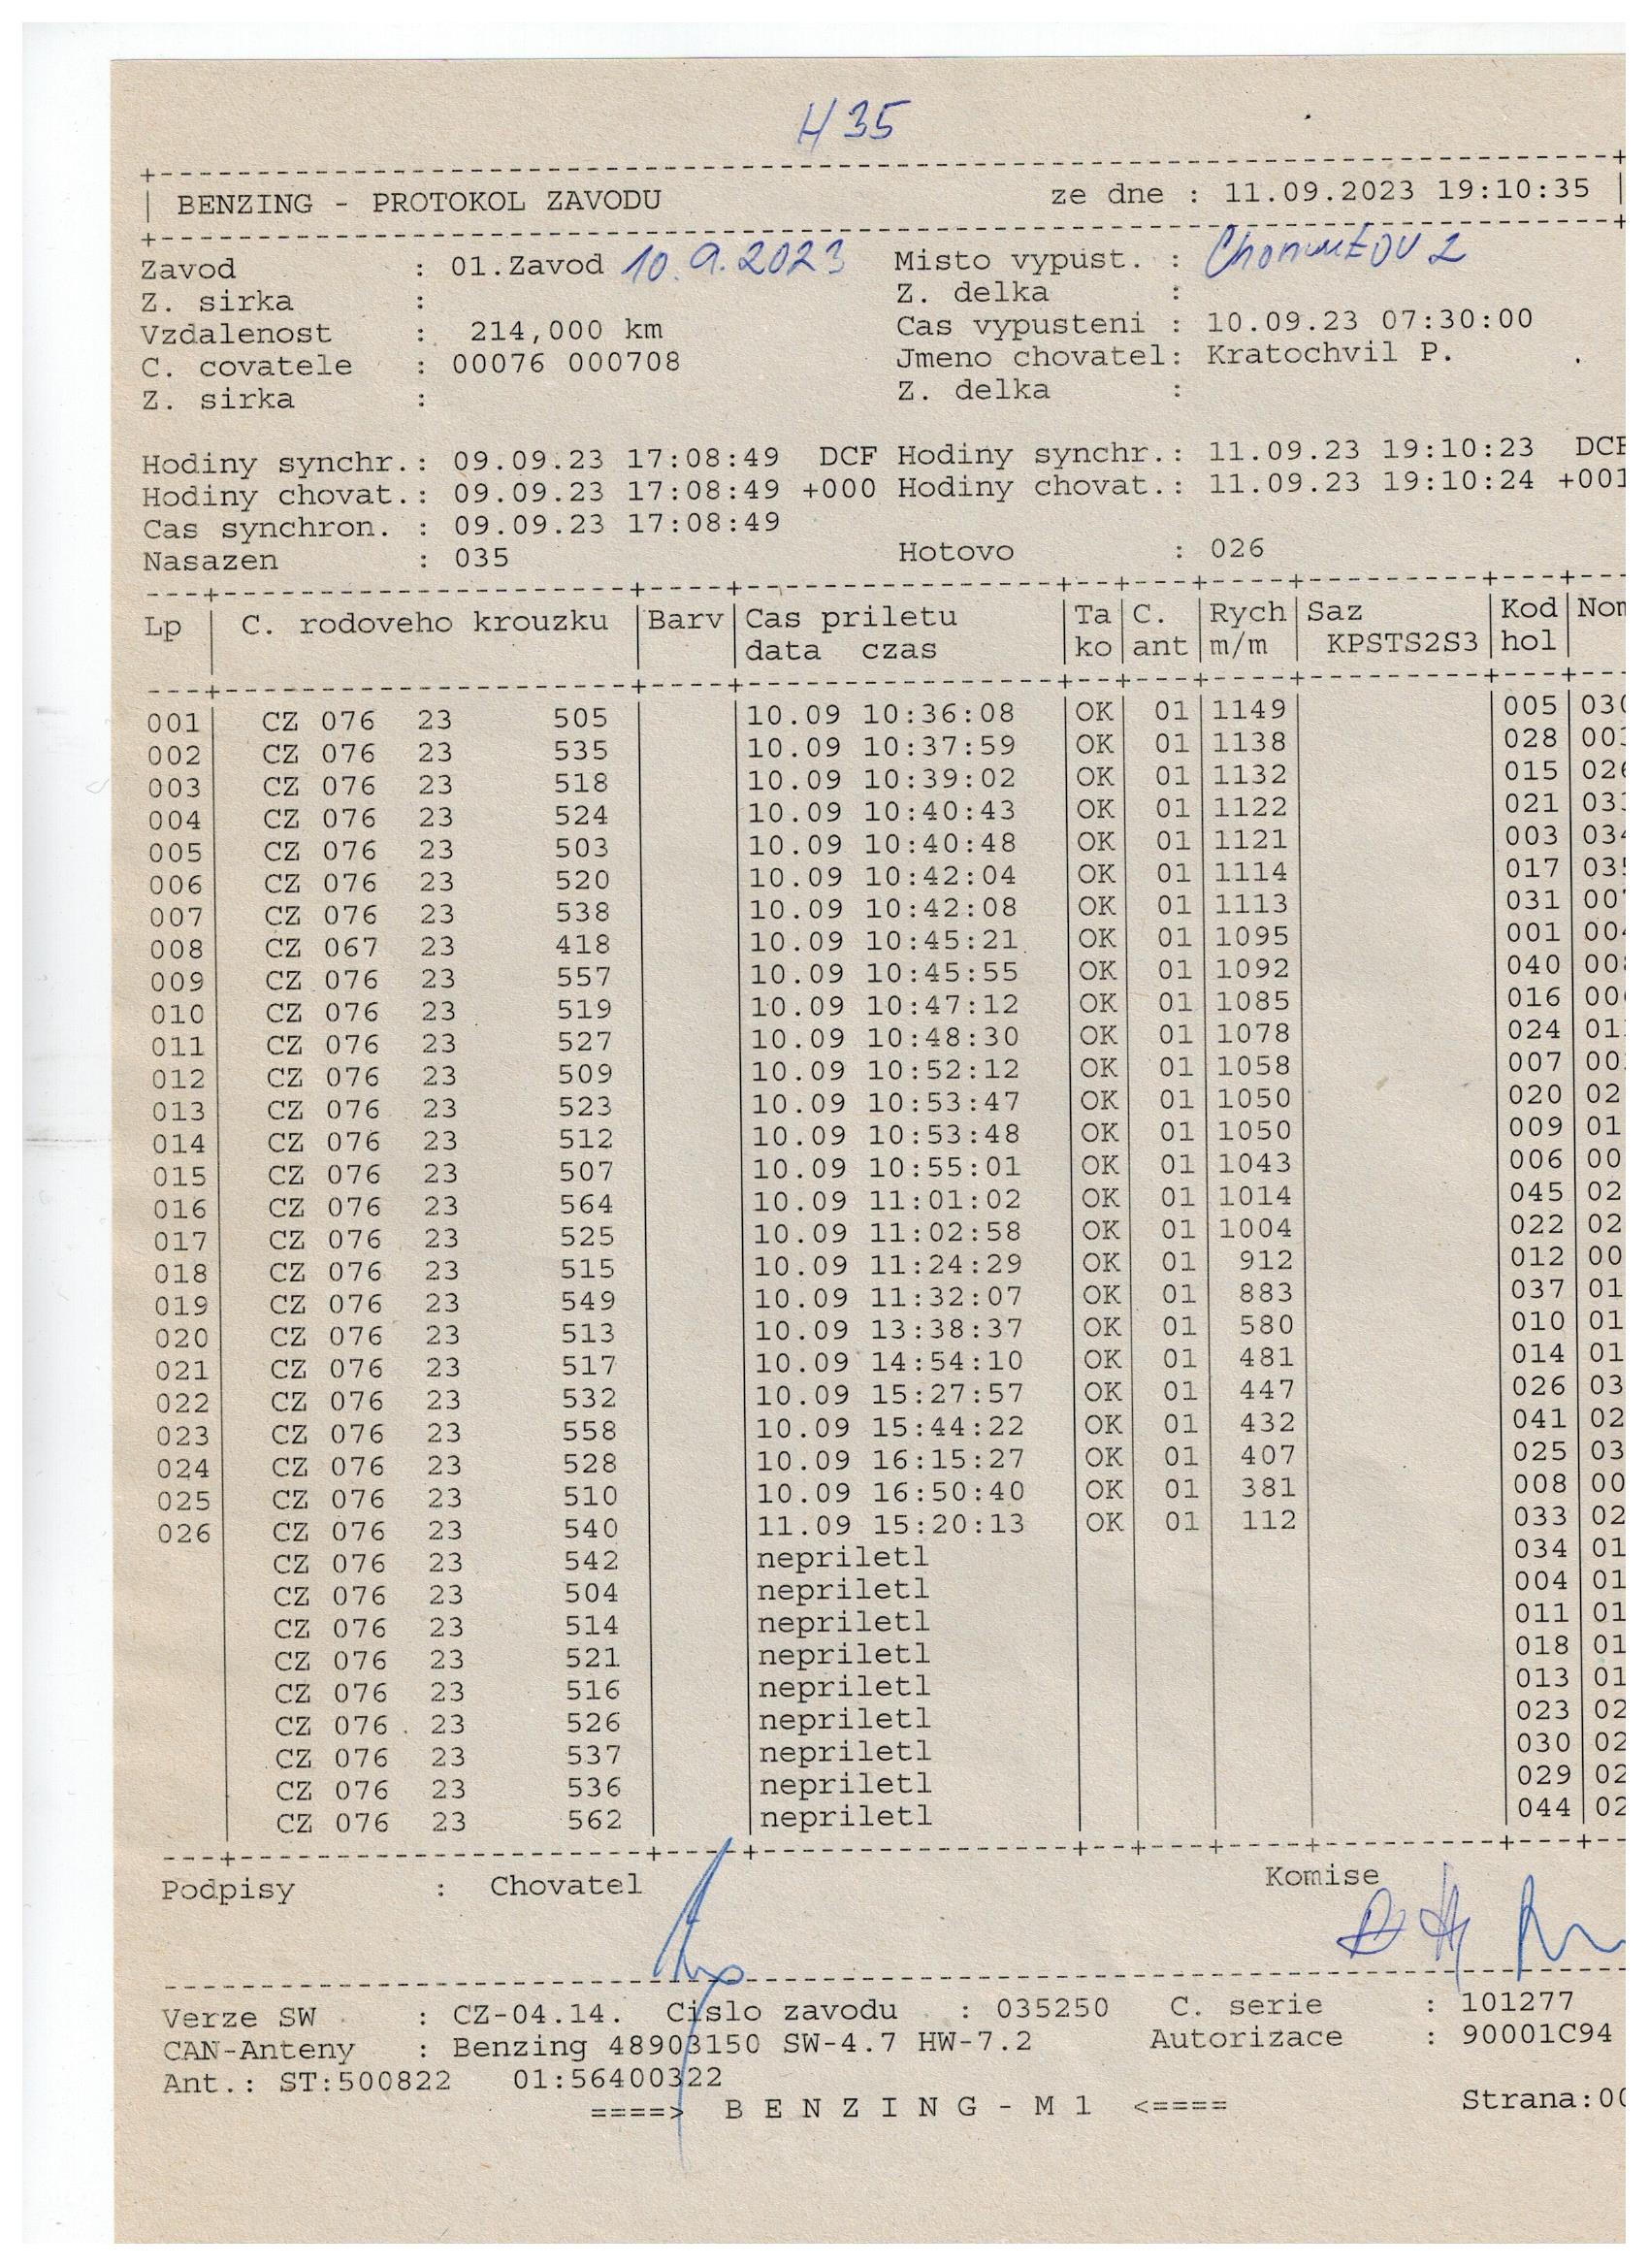 H 35
BENZING - PROTOKOL ZAVODU ze dne : 11.09.2023 19:10:35
Zavod : 01.Zavod 10.9.2023 Misto vypust. : Chomutov 2
Z. sirka : Z. delka :
Vzdalenost : 214,000 km Cas vypusteni : 10.09.23 07:30:00
C. covatele : 00076 000708 Jmeno chovatel: Kratochvil P.
Z. sirka : Z. delka :
Hodiny synchr.: 09.09.23 17:08:49 DCF Hodiny synchr.: 11.09.23 19:10:23 DCF
Hodiny chovat.: 09.09.23 17:08:49 +000 Hodiny chovat.: 11.09.23 19:10:24 +001
Cas synchron. : 09.09.23 17:08:49
Nasazen : 035 Hotovo : 026
Lp | C. rodoveho krouzku | Barv | Cas priletu | Ta | C. | Rych | Saz | Kod | Nom
data czas | ko | ant | m/m | KPSTS2S3 | hol
001 CZ 076 23 505 10.09 10:36:08 OK 01 1149 005 030
002 CZ 076 23 535 10.09 10:37:59 OK 01 1138 028 00
003 CZ 076 23 518 10.09 10:39:02 OK 01 1132 015 026
004 CZ 076 23 524 10.09 10:40:43 OK 01 1122 021 03
005 CZ 076 23 503 10.09 10:40:48 OK 01 1121 003 034
006 CZ 076 23 520 10.09 10:42:04 OK 01 1114 017 035
007 CZ 076 23 538 10.09 10:42:08 OK 01 1113 031 007
008 CZ 067 23 418 10.09 10:45:21 OK 01 1095 001 004
009 CZ 076 23 557 10.09 10:45:55 OK 01 1092 040 008
010 CZ 076 23 519 10.09 10:47:12 OK 01 1085 016 006
011 CZ 076 23 527 10.09 10:48:30 OK 01 1078 024 01
012 CZ 076 23 509 10.09 10:52:12 OK 01 1058 007 00
013 CZ 076 23 523 10.09 10:53:47 OK 01 1050 020 02
014 CZ 076 23 512 10.09 10:53:48 OK 01 1050 009 01
015 CZ 076 23 507 10.09 10:55:01 OK 01 1043 006 00
016 CZ 076 23 564 10.09 11:01:02 OK 01 1014 045 02
017 CZ 076 23 525 10.09 11:02:58 OK 01 1004 022 02
018 CZ 076 23 515 10.09 11:24:29 OK 01 912 012 00
019 CZ 076 23 549 10.09 11:32:07 OK 01 883 037 01
020 CZ 076 23 513 10.09 13:38:37 OK 01 580 010 01
021 CZ 076 23 517 10.09 14:54:10 OK 01 481 014 01
022 CZ 076 23 532 10.09 15:27:57 OK 01 447 026 03
023 CZ 076 23 558 10.09 15:44:22 OK 01 432 041 02
024 CZ 076 23 528 10.09 16:15:27 OK 01 407 025 03
025 CZ 076 23 510 10.09 16:50:40 OK 01 381 008 00
026 CZ 076 23 540 11.09 15:20:13 OK 01 112 033 02
CZ 076 23 542 nepriletl 034 01
CZ 076 23 504 nepriletl 004 01
CZ 076 23 514 nepriletl 011 01
CZ 076 23 521 nepriletl 018 01
CZ 076 23 516 nepriletl 013 01
CZ 076 23 526 nepriletl 023 02
CZ 076 23 537 nepriletl 030 02
CZ 076 23 536 nepriletl 029 02
CZ 076 23 562 nepriletl 044 02
Podpisy : Chovatel Komise
Verze SW : CZ-04.14. Cislo zavodu : 035250 C. serie : 101277
CAN-Anteny : Benzing 48903150 SW-4.7 HW-7.2 Autorizace : 90001C94
Ant.: ST:500822 01:56400322
====> B E N Z I N G - M 1 <==== Strana:00